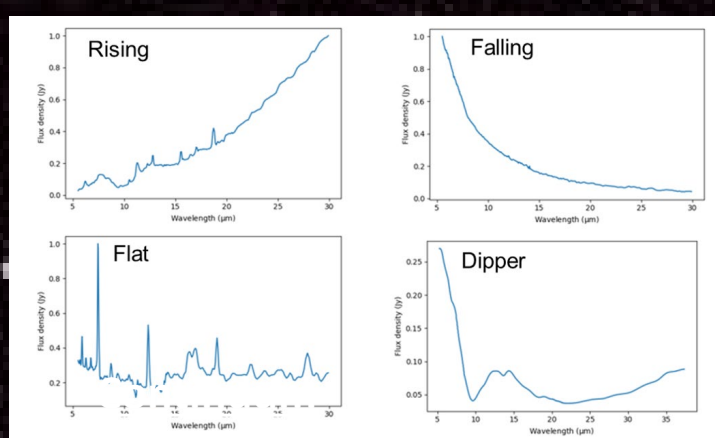 Rising
Flux density (Jy)
1.0
0.8
0.6
0.4
0.2
0.0
5 10 15 20 25 30
Wavelength (μm)
Falling
Flux density (Jy)
1.0
0.8
0.6
0.4
0.2
0.0
5 10 15 20 25 30
Wavelength (μm)
Flat
Flux density (Jy)
1.0
0.8
0.6
0.4
0.2
5 10 15 20 25 30
Wavelength (μm)
Dipper
Flux density (Jy)
0.25
0.20
0.15
0.10
0.05
5 10 15 20 25 30 35
Wavelength (μm)